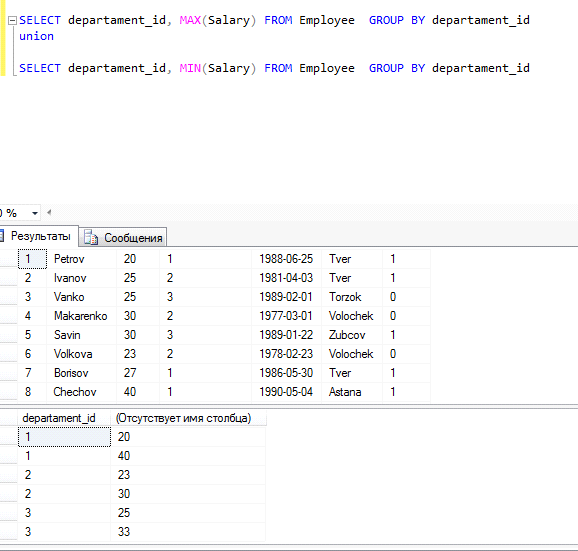 SELECT departament_id, MAX(Salary) FROM Employee GROUP BY departament_id
union
SELECT departament_id, MIN(Salary) FROM Employee GROUP BY departament_id
0 %
Результаты Сообщения
1 Petrov 20 1 1988-06-25 Tver 1
2 Ivanov 25 2 1981-04-03 Tver 1
3 Vanko 25 3 1989-02-01 Torzok 0
4 Makarenko 30 2 1977-03-01 Volochek 0
5 Savin 30 3 1989-01-22 Zubcov 1
6 Volkova 23 2 1978-02-23 Volochek 0
7 Borisov 27 1 1986-05-30 Tver 1
8 Chechov 40 1 1990-05-04 Astana 1
departament_id (Отсутствует имя столбца)
1 20
1 40
2 23
2 30
3 25
3 33